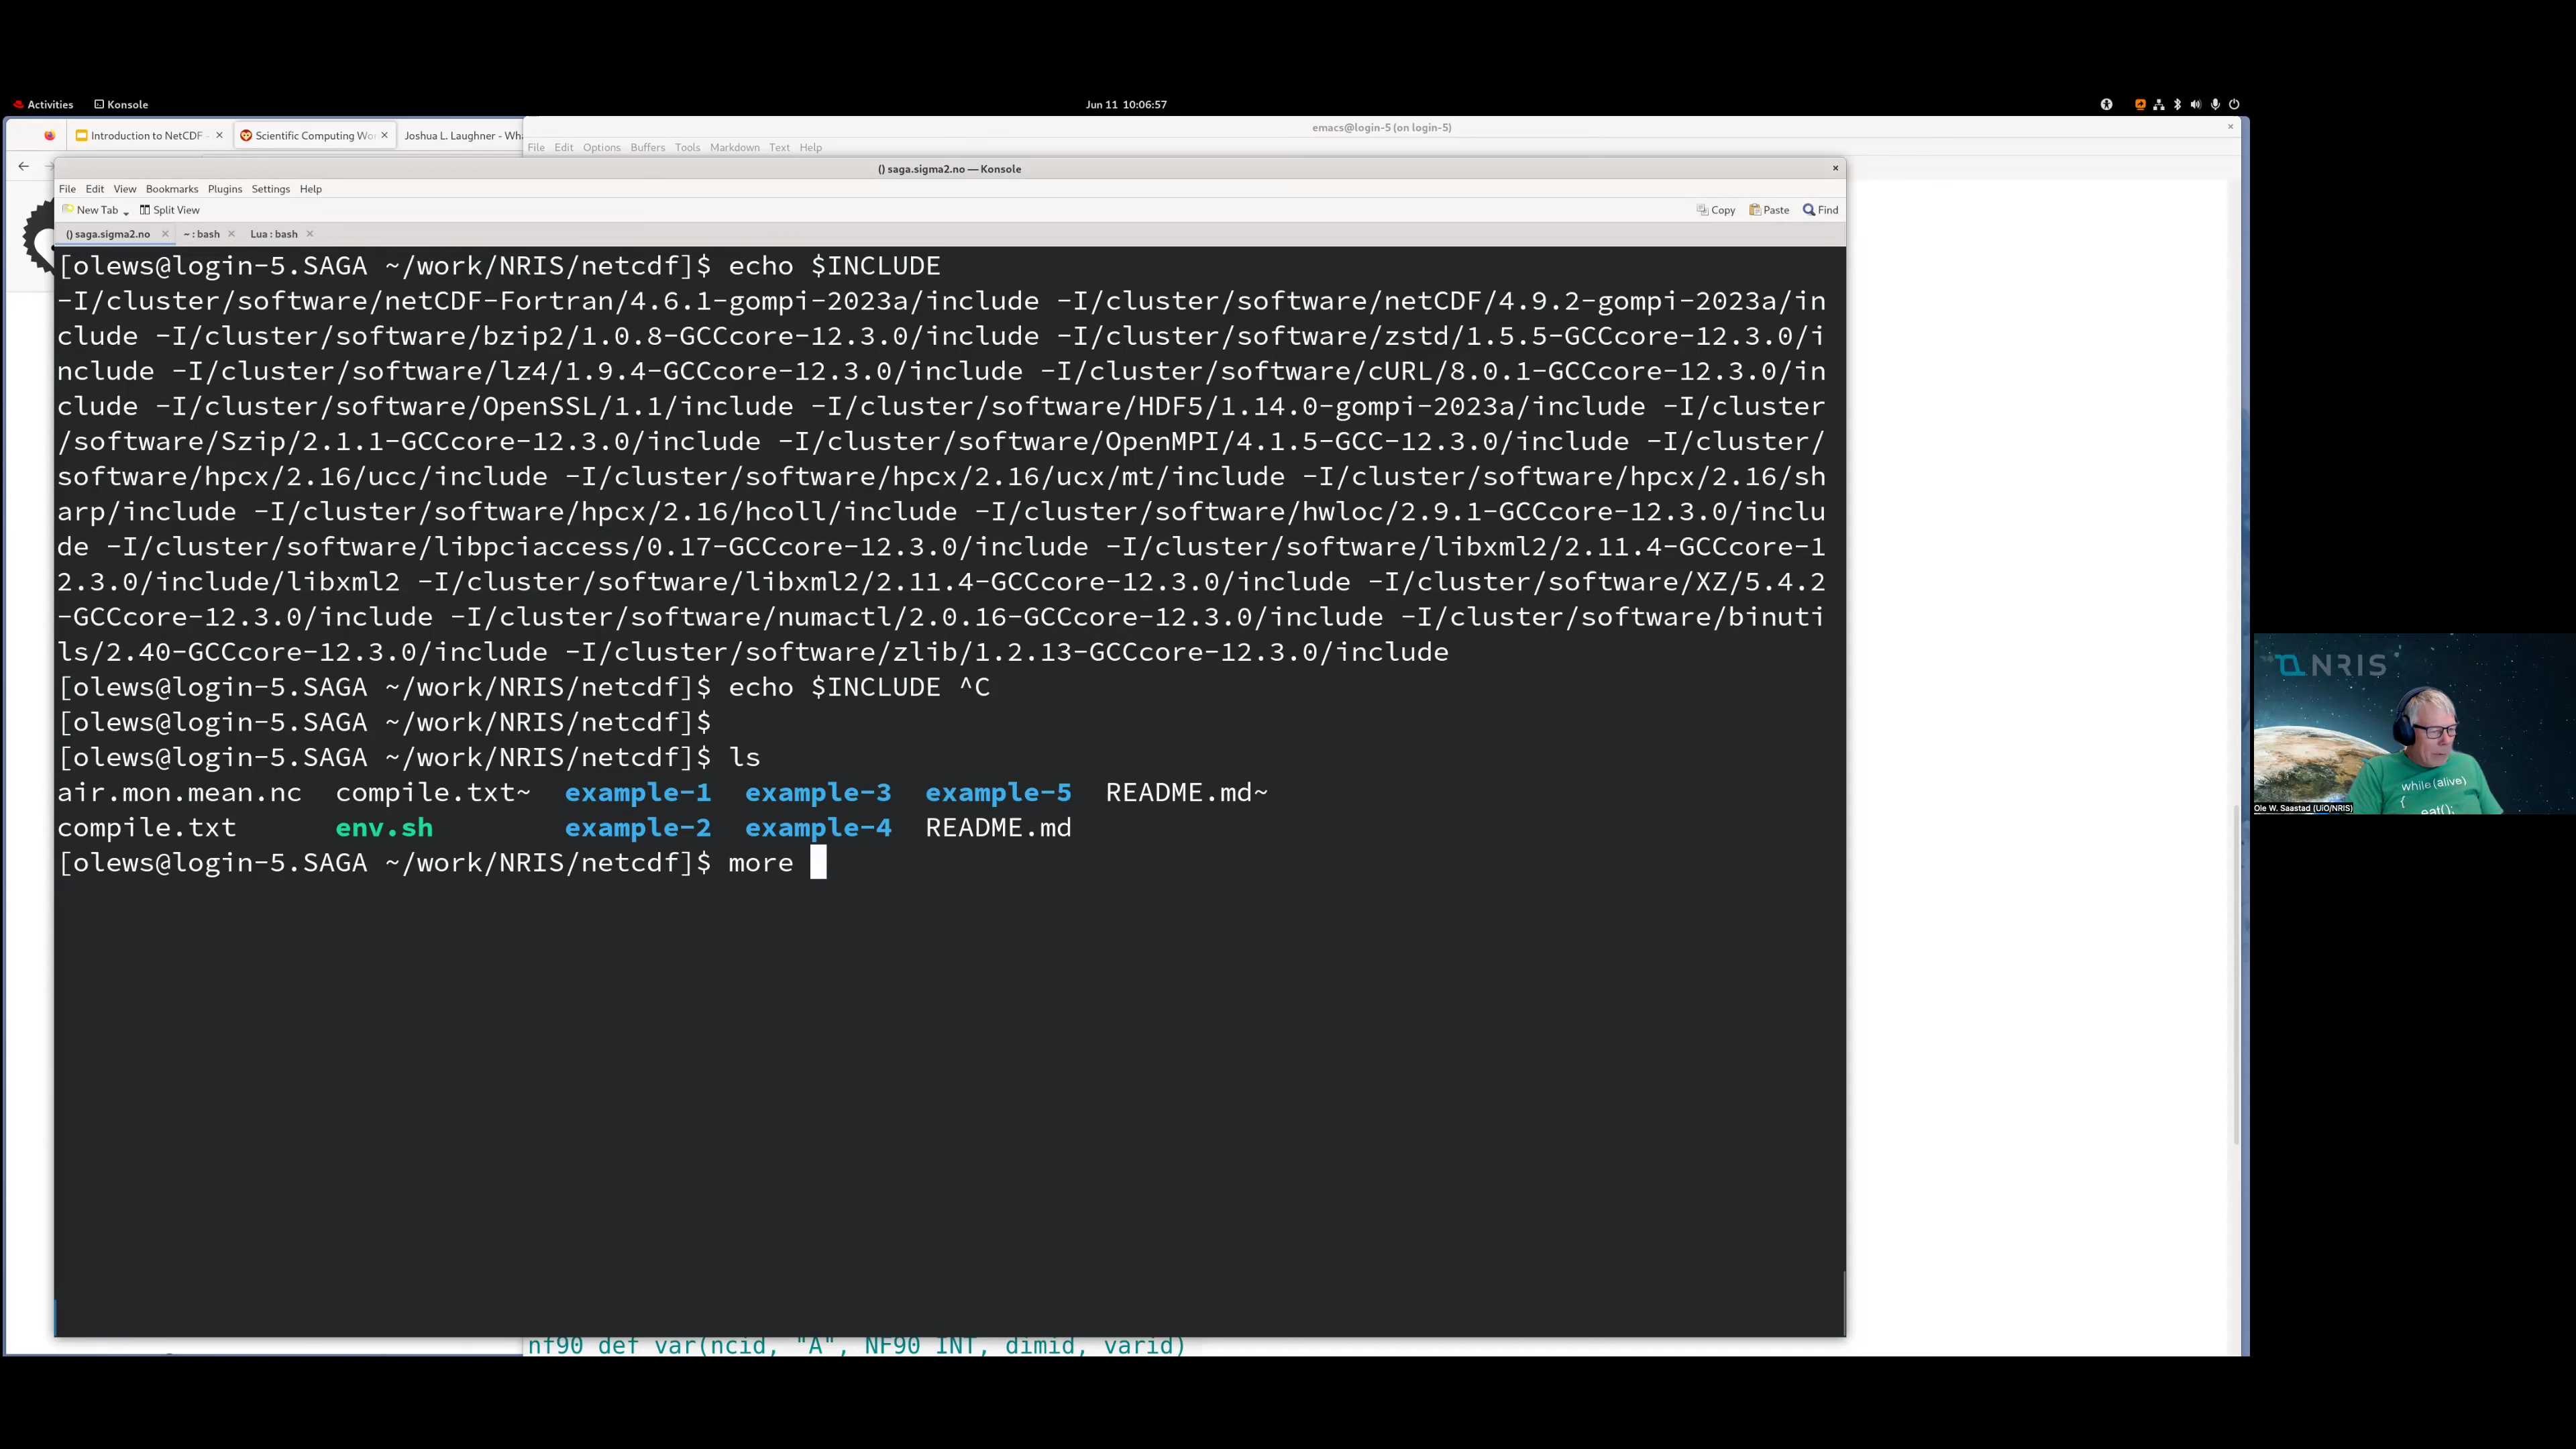 Activities Konsole Jun 11 10:06:57
Introduction to NetCDF - × Scientific Computing Wo × Joshua L. Laughner - Wh emacs@login-5 (on login-5) ×
File Edit Options Buffers Tools Markdown Text Help
() saga.sigma2.no — Konsole ×
File Edit View Bookmarks Plugins Settings Help
New Tab Split View Copy Paste Find
() saga.sigma2.no × ~ : bash × Lua : bash ×
[olews@login-5.SAGA ~/work/NRIS/netcdf]$ echo $INCLUDE
-I/cluster/software/netCDF-Fortran/4.6.1-gompi-2023a/include -I/cluster/software/netCDF/4.9.2-gompi-2023a/in
clude -I/cluster/software/bzip2/1.0.8-GCCcore-12.3.0/include -I/cluster/software/zstd/1.5.5-GCCcore-12.3.0/i
nclude -I/cluster/software/lz4/1.9.4-GCCcore-12.3.0/include -I/cluster/software/cURL/8.0.1-GCCcore-12.3.0/in
clude -I/cluster/software/OpenSSL/1.1/include -I/cluster/software/HDF5/1.14.0-gompi-2023a/include -I/cluster
/software/Szip/2.1.1-GCCcore-12.3.0/include -I/cluster/software/OpenMPI/4.1.5-GCC-12.3.0/include -I/cluster/
software/hpcx/2.16/ucc/include -I/cluster/software/hpcx/2.16/ucx/mt/include -I/cluster/software/hpcx/2.16/sh
arp/include -I/cluster/software/hpcx/2.16/hcoll/include -I/cluster/software/hwloc/2.9.1-GCCcore-12.3.0/inclu
de -I/cluster/software/libpciaccess/0.17-GCCcore-12.3.0/include -I/cluster/software/libxml2/2.11.4-GCCcore-1
2.3.0/include/libxml2 -I/cluster/software/libxml2/2.11.4-GCCcore-12.3.0/include -I/cluster/software/XZ/5.4.2
-GCCcore-12.3.0/include -I/cluster/software/numactl/2.0.16-GCCcore-12.3.0/include -I/cluster/software/binuti
ls/2.40-GCCcore-12.3.0/include -I/cluster/software/zlib/1.2.13-GCCcore-12.3.0/include
[olews@login-5.SAGA ~/work/NRIS/netcdf]$ echo $INCLUDE ^C
[olews@login-5.SAGA ~/work/NRIS/netcdf]$
[olews@login-5.SAGA ~/work/NRIS/netcdf]$ ls
air.mon.mean.nc compile.txt~ example-1 example-3 example-5 README.md~
compile.txt env.sh example-2 example-4 README.md
[olews@login-5.SAGA ~/work/NRIS/netcdf]$ more
nf90_def_var(ncid, "A", NF90_INT, dimid, varid)
NRIS
while(alive)
{
eat();
Ole W. Saastad (UiO/NRIS)